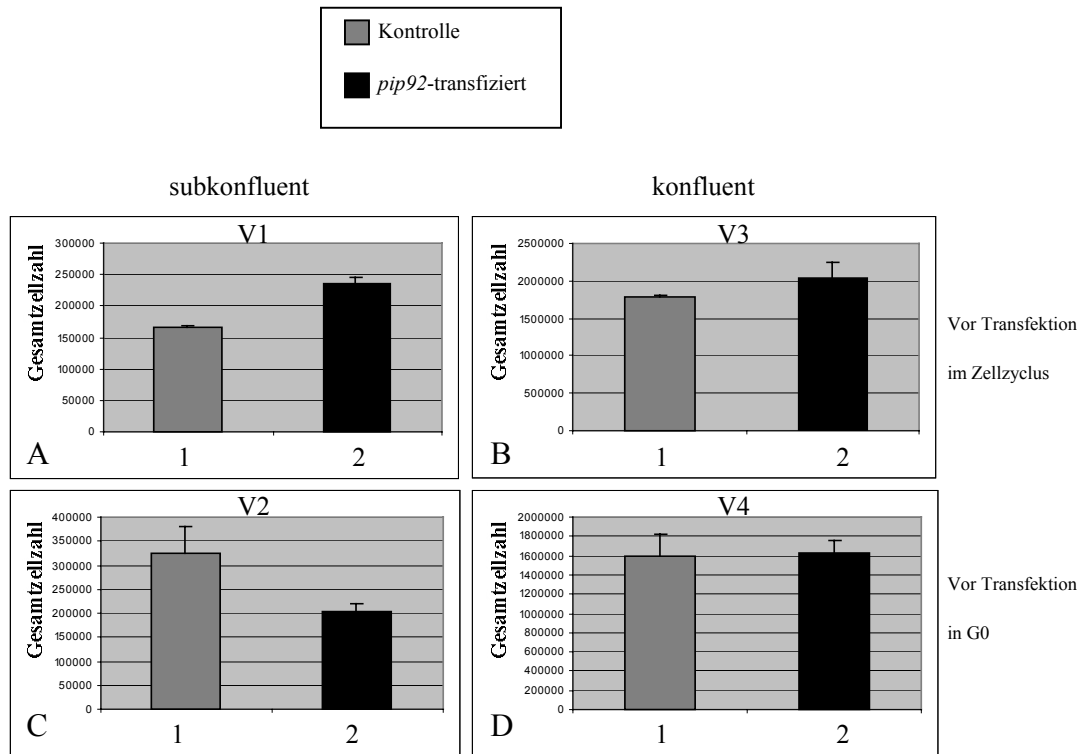 Kontrolle
pip92-transfiziert
subkonfluent
konfluent
V1
Gesamtzellzahl
300000
250000
200000
150000
100000
50000
0
A
1
2
V3
Gesamtzellzahl
2500000
2000000
1500000
1000000
500000
0
B
1
2
Vor Transfektion
im Zellzyclus
V2
Gesamtzellzahl
400000
350000
300000
250000
200000
150000
100000
50000
0
C
1
2
V4
Gesamtzellzahl
2000000
1800000
1600000
1400000
1200000
1000000
800000
600000
400000
200000
0
D
1
2
Vor Transfektion
in G0